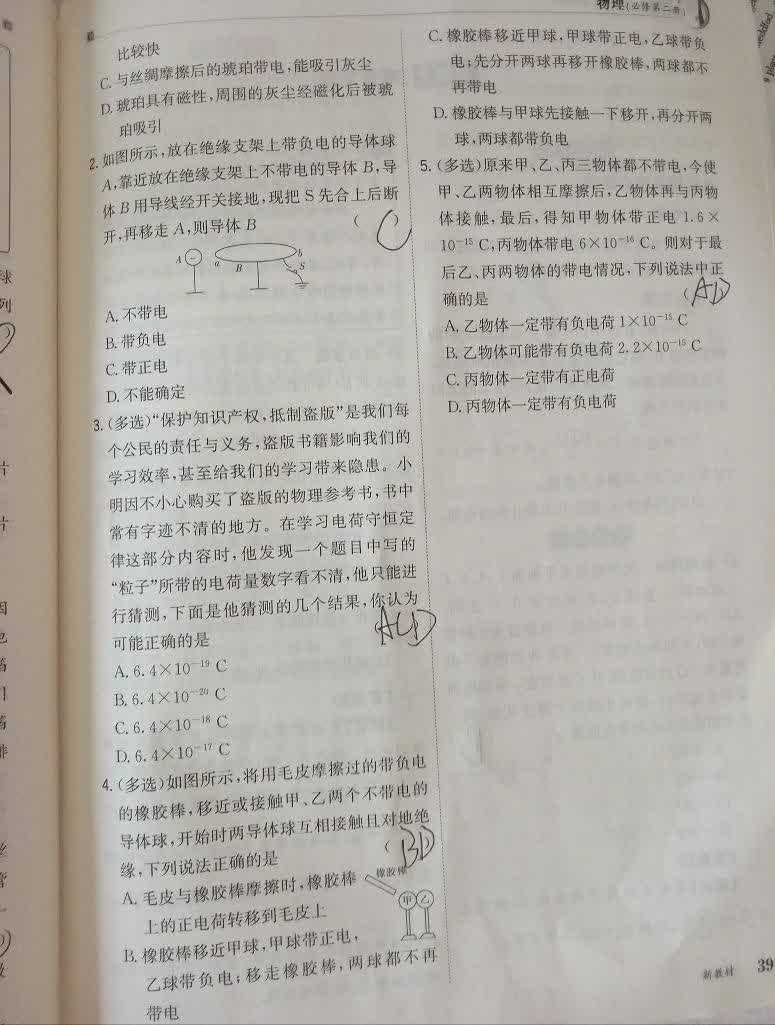 物理(必修第二册)
比较快
C. 与丝绸摩擦后的琥珀带电,能吸引灰尘
D. 琥珀具有磁性,周围的灰尘经磁化后被琥
珀吸引
2. 如图所示,放在绝缘支架上带负电的导体球
A,靠近放在绝缘支架上不带电的导体 B,导
体 B 用导线经开关接地,现把 S 先合上后断
开,再移走 A,则导体 B ( C )
A
a
B
b
S
A. 不带电
B. 带负电
C. 带正电
D. 不能确定
3. (多选)“保护知识产权,抵制盗版”是我们每
个公民的责任与义务,盗版书籍影响我们的
学习效率,甚至给我们的学习带来隐患。小
明因不小心购买了盗版的物理参考书,书中
常有字迹不清的地方。在学习电荷守恒定
律这部分内容时,他发现一个题目中写的
“粒子”所带的电荷量数字看不清,他只能进
行猜测,下面是他猜测的几个结果,你认为
可能正确的是 ACD
A. 6.4×10⁻¹⁹ C
B. 6.4×10⁻²⁰ C
C. 6.4×10⁻¹⁸ C
D. 6.4×10⁻¹⁷ C
4. (多选)如图所示,将用毛皮摩擦过的带负电
的橡胶棒,移近或接触甲、乙两个不带电的
导体球,开始时两导体球互相接触且对地绝
缘,下列说法正确的是 ( BD
A. 毛皮与橡胶棒摩擦时,橡胶棒
上的正电荷转移到毛皮上
橡胶棒
甲 乙
B. 橡胶棒移近甲球,甲球带正电,
乙球带负电;移走橡胶棒,两球都不再
带电
C. 橡胶棒移近甲球,甲球带正电,乙球带负
电;先分开两球再移开橡胶棒,两球都不
再带电
D. 橡胶棒与甲球先接触一下移开,再分开两
球,两球都带负电
5. (多选)原来甲、乙、丙三物体都不带电,今使
甲、乙两物体相互摩擦后,乙物体再与丙物
体接触,最后,得知甲物体带正电 1.6×
10⁻¹⁵ C,丙物体带电 6×10⁻¹⁶ C。则对于最
后乙、丙两物体的带电情况,下列说法中正
确的是 ( AD
A. 乙物体一定带有负电荷 1×10⁻¹⁵ C
B. 乙物体可能带有负电荷 2.2×10⁻¹⁵ C
C. 丙物体一定带有正电荷
D. 丙物体一定带有负电荷
新教材 39